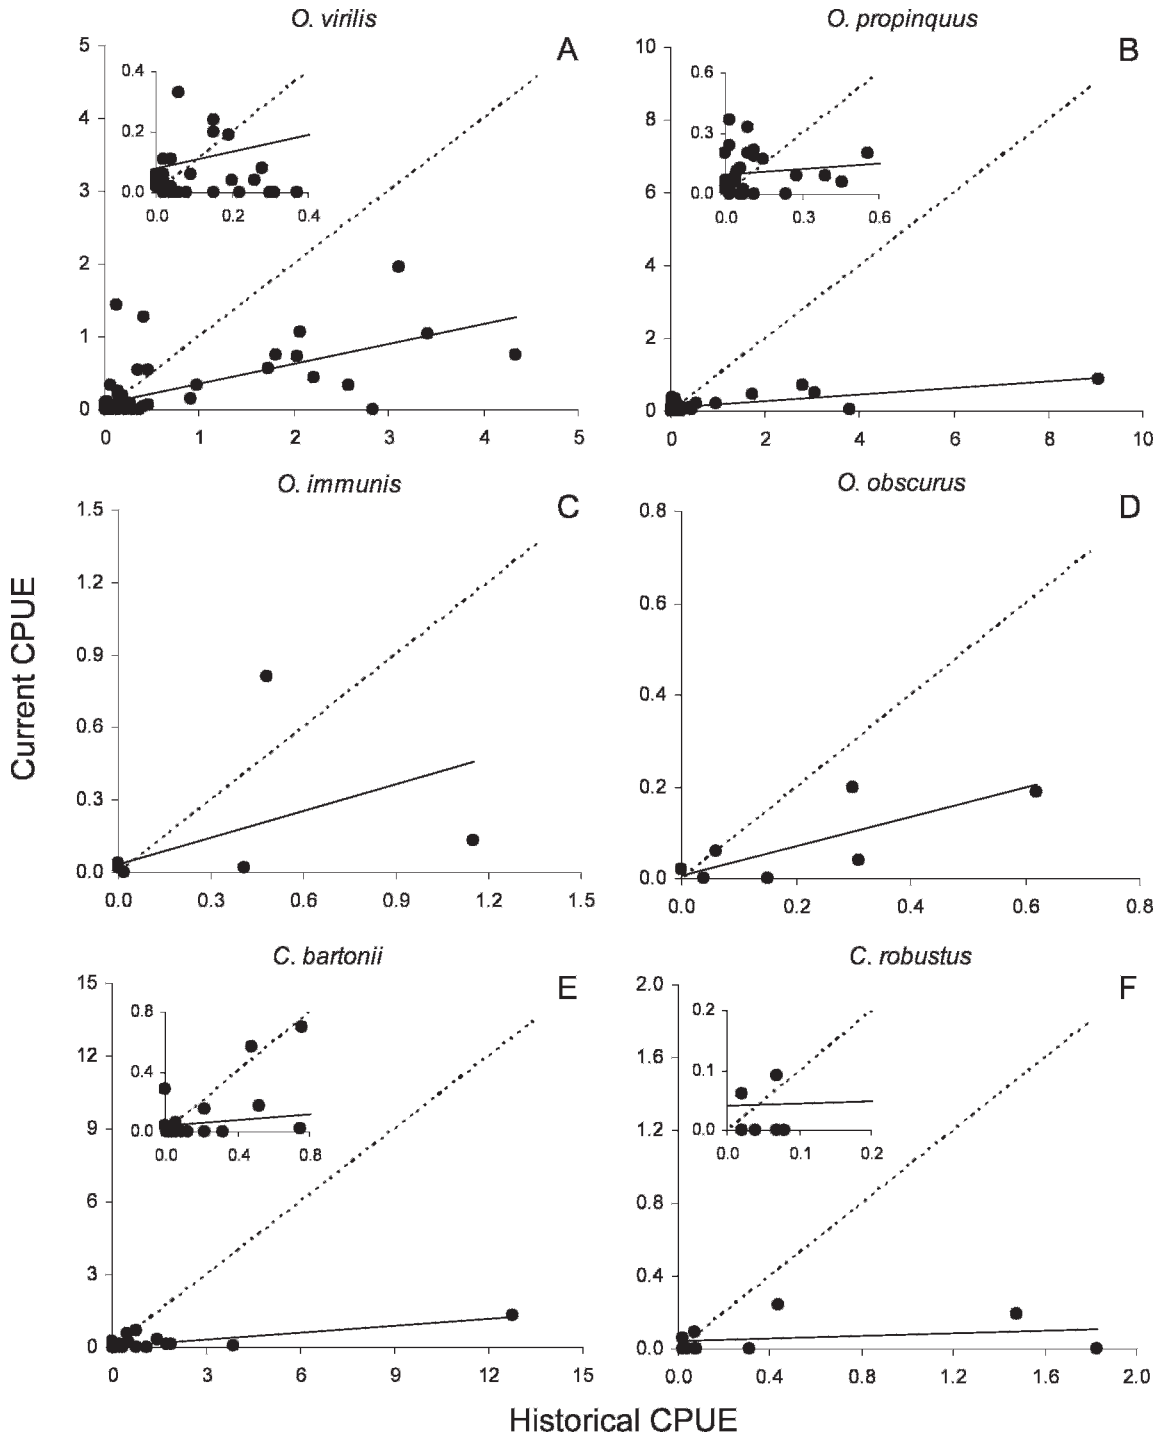 O. virilis
O. propinquus
A
B
5
4
3
2
1
0
0 1 2 3 4 5
0.4
0.2
0.0
0.0 0.2 0.4
10
8
6
4
2
0
0 2 4 6 8 10
0.6
0.3
0.0
0.0 0.3 0.6
O. immunis
O. obscurus
C
D
1.5
1.2
0.9
0.6
0.3
0.0
0.0 0.3 0.6 0.9 1.2 1.5
0.8
0.6
0.4
0.2
0.0
0.0 0.2 0.4 0.6 0.8
Current CPUE
C. bartonii
C. robustus
E
F
15
12
9
6
3
0
0 3 6 9 12 15
0.8
0.4
0.0
0.0 0.4 0.8
2.0
1.6
1.2
0.8
0.4
0.0
0.0 0.4 0.8 1.2 1.6 2.0
0.2
0.1
0.0
0.0 0.1 0.2
Historical CPUE